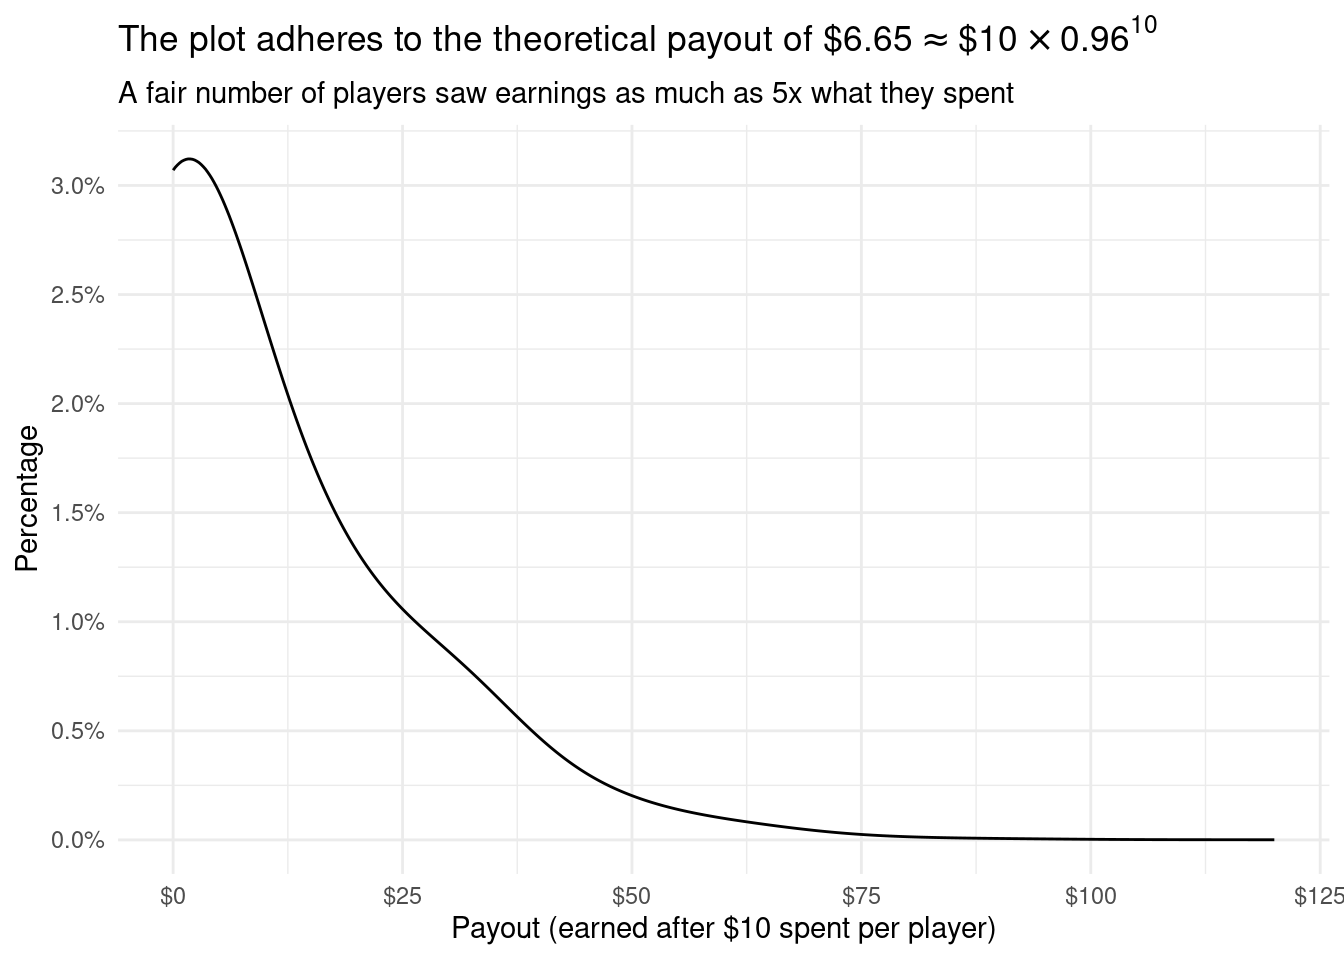 The plot adheres to the theoretical payout of $6.65 ≈ $10 × 0.96¹⁰
A fair number of players saw earnings as much as 5x what they spent
3.0%
2.5%
2.0%
1.5%
1.0%
0.5%
0.0%
Percentage
$0 $25 $50 $75 $100 $125
Payout (earned after $10 spent per player)